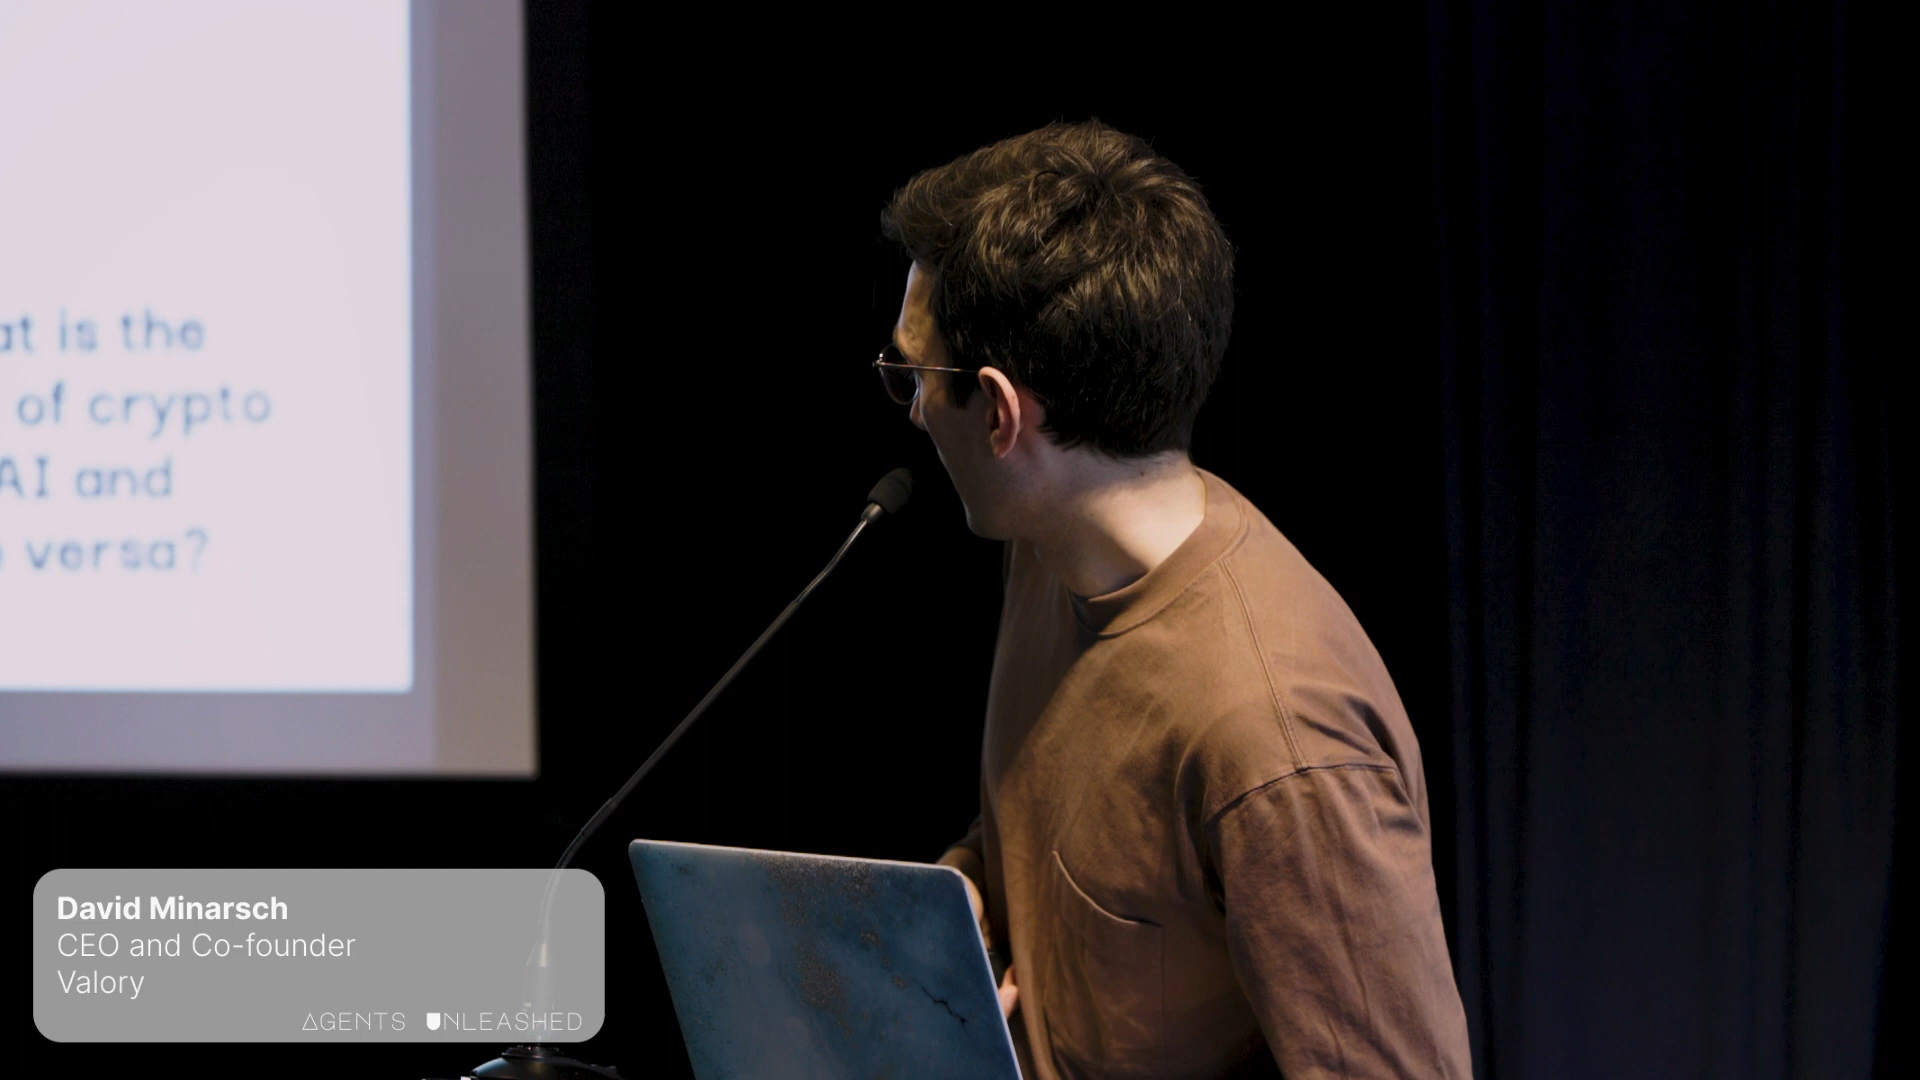 at is the
of crypto
AI and
versa?
David Minarsch
CEO and Co-founder
Valory
AGENTS UNLEASHED